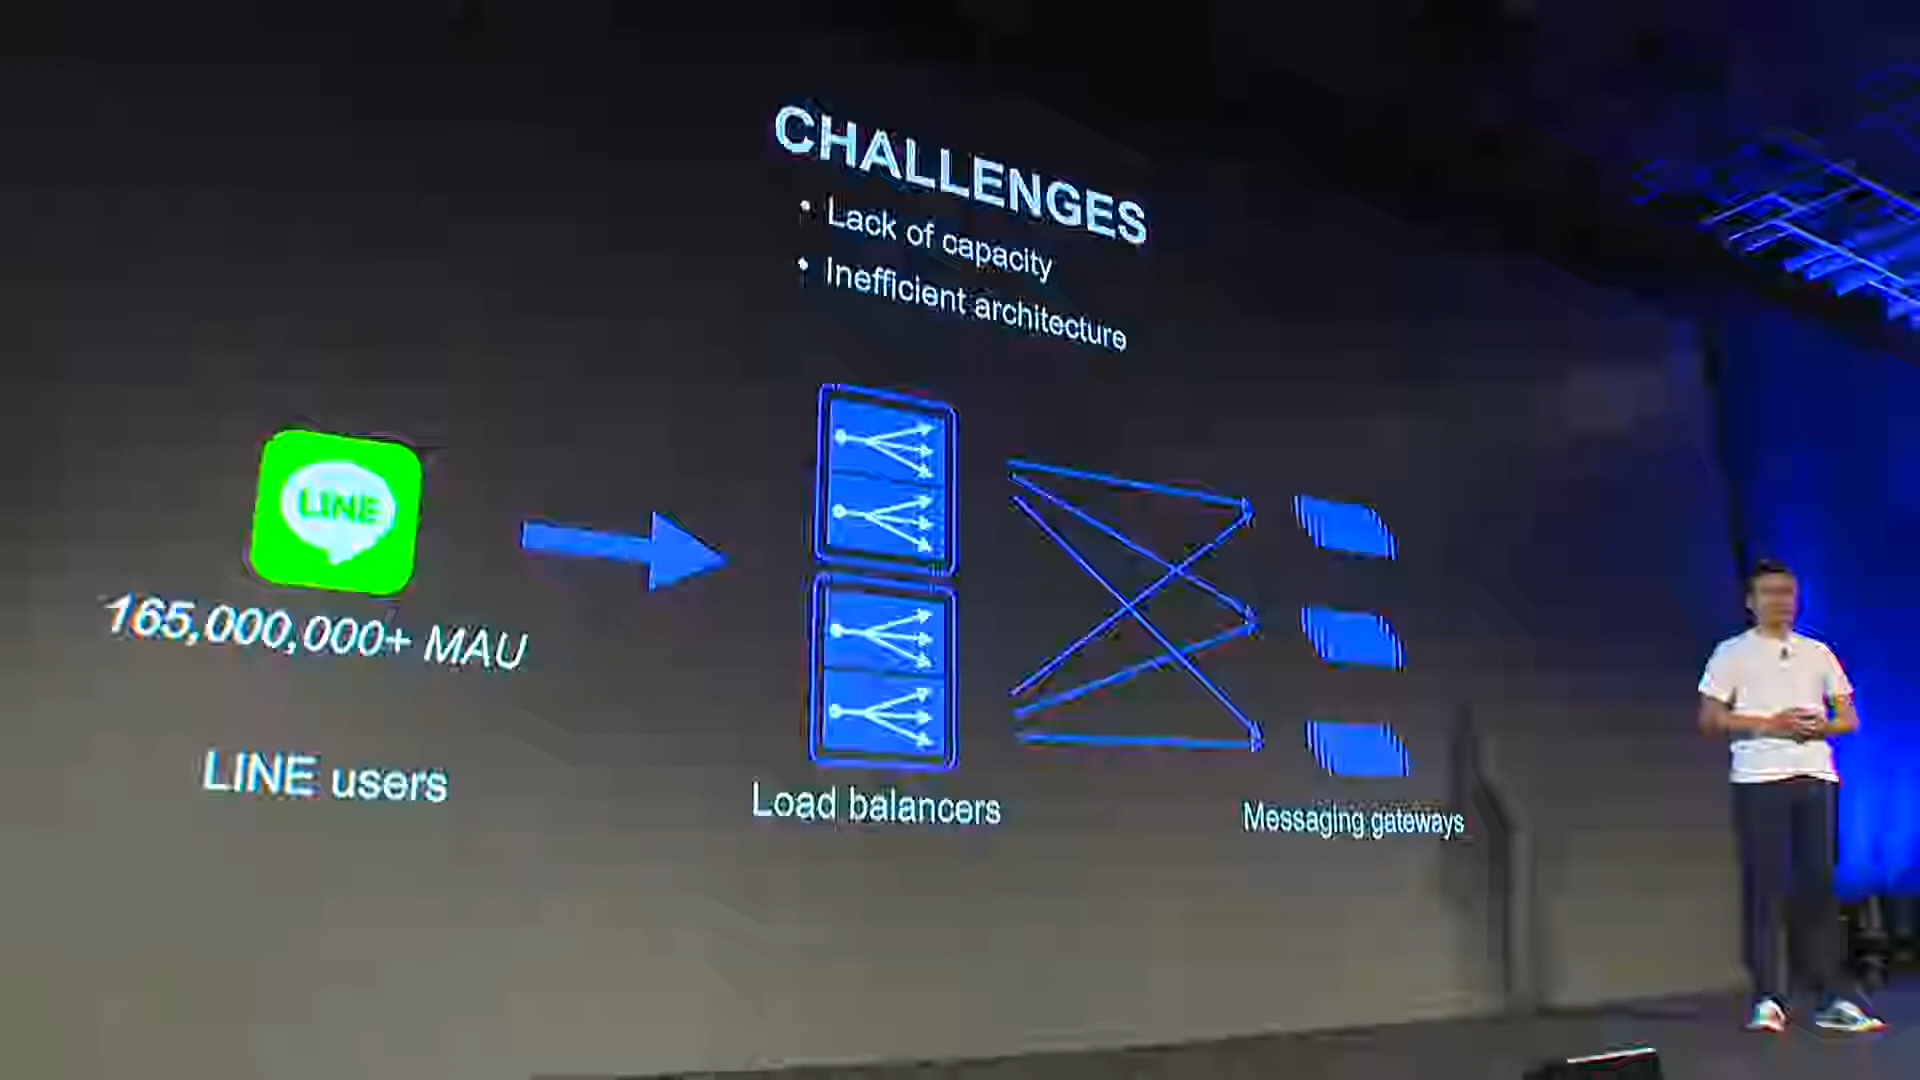 CHALLENGES
• Lack of capacity
• Inefficient architecture
LINE
165,000,000+ MAU
LINE users
Load balancers
Messaging gateways